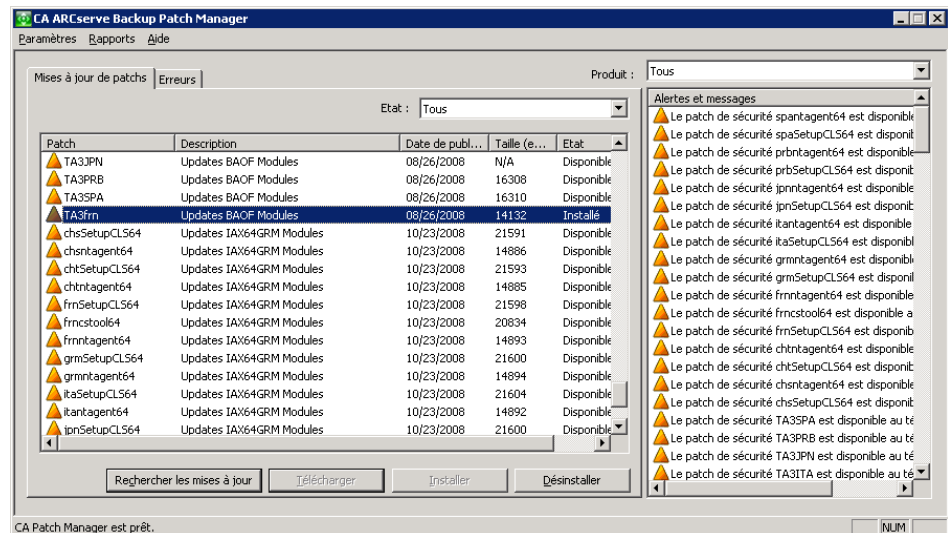 CA ARCserve Backup Patch Manager
Paramètres Rapports Aide
Mises à jour de patchs Erreurs
Produit : Tous
Etat : Tous
Patch Description Date de publ... Taille (e... Etat
TA3JPN Updates BAOF Modules 08/26/2008 N/A Disponible
TA3PRB Updates BAOF Modules 08/26/2008 16308 Disponible
TA3SPA Updates BAOF Modules 08/26/2008 16310 Disponible
TA3frn Updates BAOF Modules 08/26/2008 14132 Installé
chsSetupCLS64 Updates IAX64GRM Modules 10/23/2008 21591 Disponible
chsntagent64 Updates IAX64GRM Modules 10/23/2008 14886 Disponible
chtSetupCLS64 Updates IAX64GRM Modules 10/23/2008 21593 Disponible
chtntagent64 Updates IAX64GRM Modules 10/23/2008 14885 Disponible
frnSetupCLS64 Updates IAX64GRM Modules 10/23/2008 21598 Disponible
frncstool64 Updates IAX64GRM Modules 10/23/2008 20834 Disponible
frnntagent64 Updates IAX64GRM Modules 10/23/2008 14893 Disponible
grmSetupCLS64 Updates IAX64GRM Modules 10/23/2008 21600 Disponible
grmntagent64 Updates IAX64GRM Modules 10/23/2008 14894 Disponible
itaSetupCLS64 Updates IAX64GRM Modules 10/23/2008 21604 Disponible
itantagent64 Updates IAX64GRM Modules 10/23/2008 14892 Disponible
jpnSetupCLS64 Updates IAX64GRM Modules 10/23/2008 21600 Disponible
Rechercher les mises à jour Télécharger Installer Désinstaller
Alertes et messages
Le patch de sécurité spantagent64 est disponible
Le patch de sécurité spaSetupCLS64 est disponib
Le patch de sécurité prbntagent64 est disponible
Le patch de sécurité prbSetupCLS64 est disponib
Le patch de sécurité jpnntagent64 est disponible
Le patch de sécurité jpnSetupCLS64 est disponib
Le patch de sécurité itantagent64 est disponible
Le patch de sécurité itaSetupCLS64 est disponibl
Le patch de sécurité grmntagent64 est disponibl
Le patch de sécurité grmSetupCLS64 est disponil
Le patch de sécurité frnntagent64 est disponible
Le patch de sécurité frncstool64 est disponible a
Le patch de sécurité frnSetupCLS64 est disponib
Le patch de sécurité chtntagent64 est disponible
Le patch de sécurité chtSetupCLS64 est disponib
Le patch de sécurité chsntagent64 est disponible
Le patch de sécurité chsSetupCLS64 est disponib
Le patch de sécurité TA3SPA est disponible au té
Le patch de sécurité TA3PRB est disponible au té
Le patch de sécurité TA3JPN est disponible au té
Le patch de sécurité TA3ITA est disponible au té
CA Patch Manager est prêt. NUM